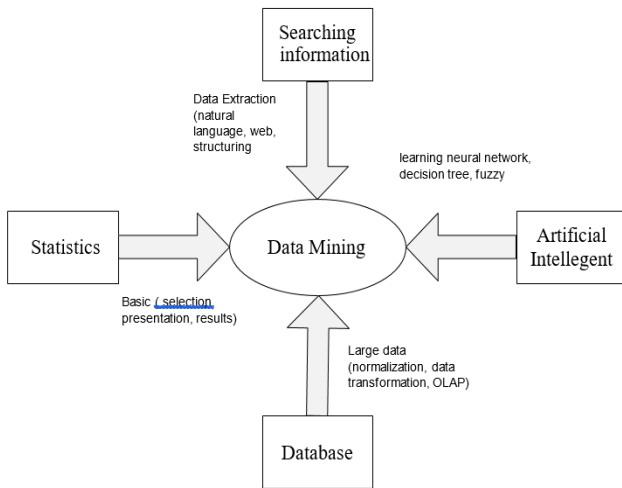 Searching
information
Data Extraction
(natural
language, web,
structuring
learning neural network,
decision tree, fuzzy
Statistics
Data Mining
Artificial
Intellegent
Basic ( selection,
presentation, results)
Large data
(normalization, data
transformation, OLAP)
Database